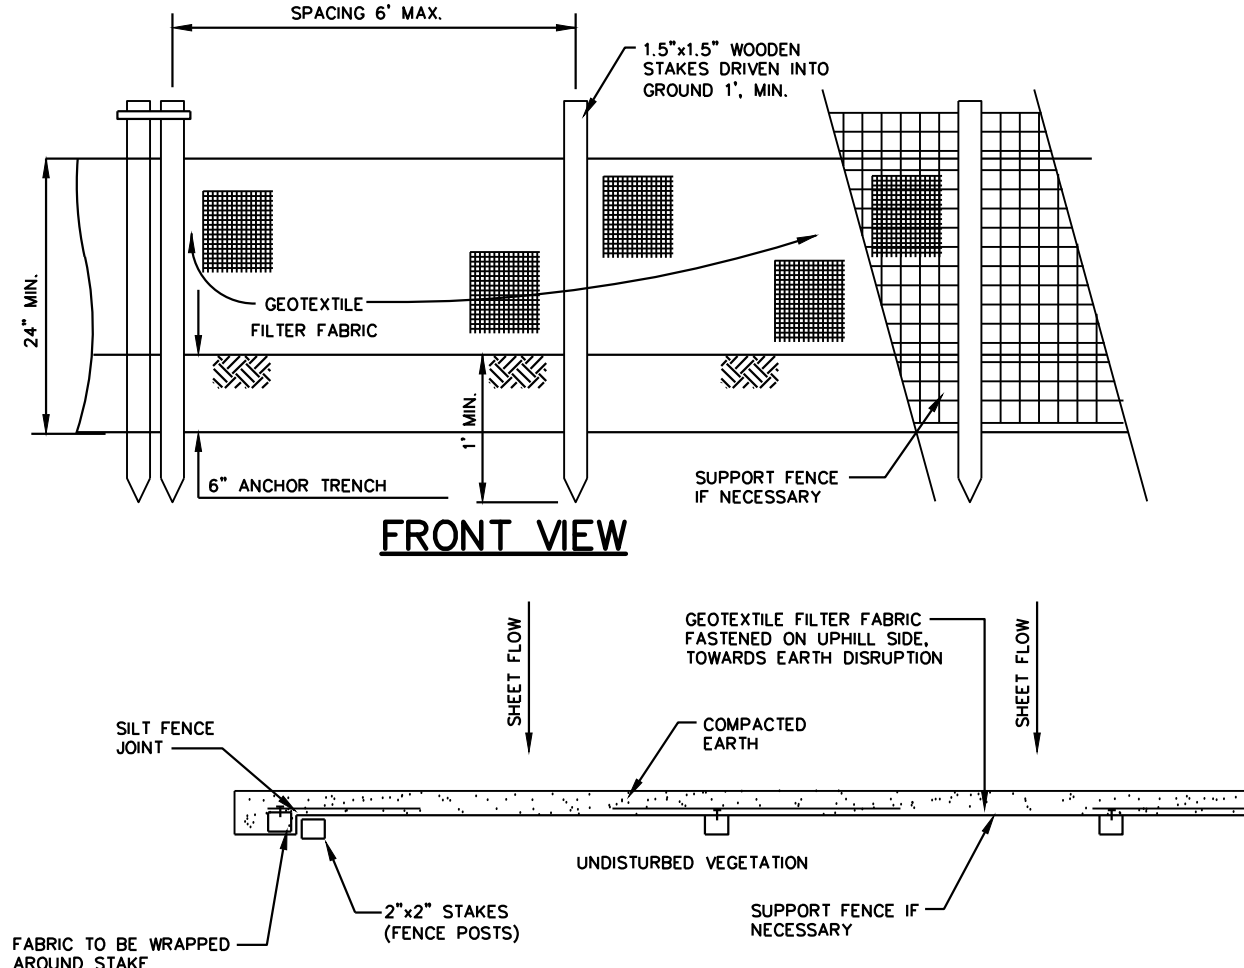 SPACING 6' MAX.
1.5"x1.5" WOODEN
STAKES DRIVEN INTO
GROUND 1', MIN.
24" MIN.
GEOTEXTILE
FILTER FABRIC
1' MIN.
6" ANCHOR TRENCH
SUPPORT FENCE
IF NECESSARY
FRONT VIEW
SHEET FLOW
GEOTEXTILE FILTER FABRIC
FASTENED ON UPHILL SIDE,
TOWARDS EARTH DISRUPTION
SHEET FLOW
SILT FENCE
JOINT
COMPACTED
EARTH
UNDISTURBED VEGETATION
2"x2" STAKES
(FENCE POSTS)
SUPPORT FENCE IF
NECESSARY
FABRIC TO BE WRAPPED
AROUND STAKE